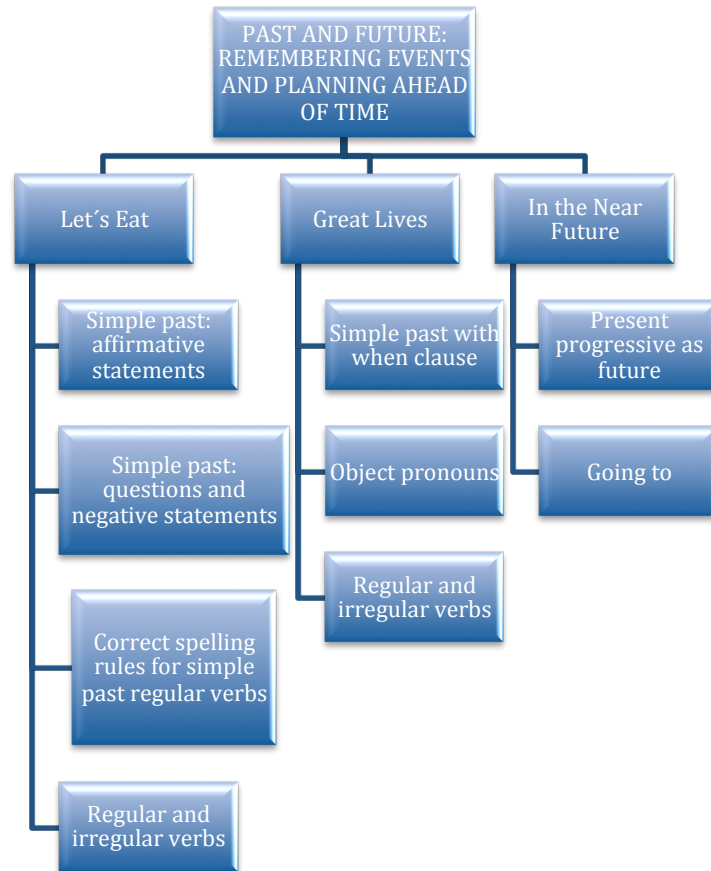 PAST AND FUTURE:
REMEMBERING EVENTS
AND PLANNING AHEAD
OF TIME
Let´s Eat
Simple past:
affirmative
statements
Simple past:
questions and
negative statements
Correct spelling
rules for simple
past regular verbs
Regular and
irregular verbs
Great Lives
Simple past with
when clause
Object pronouns
Regular and
irregular verbs
In the Near
Future
Present
progressive as
future
Going to